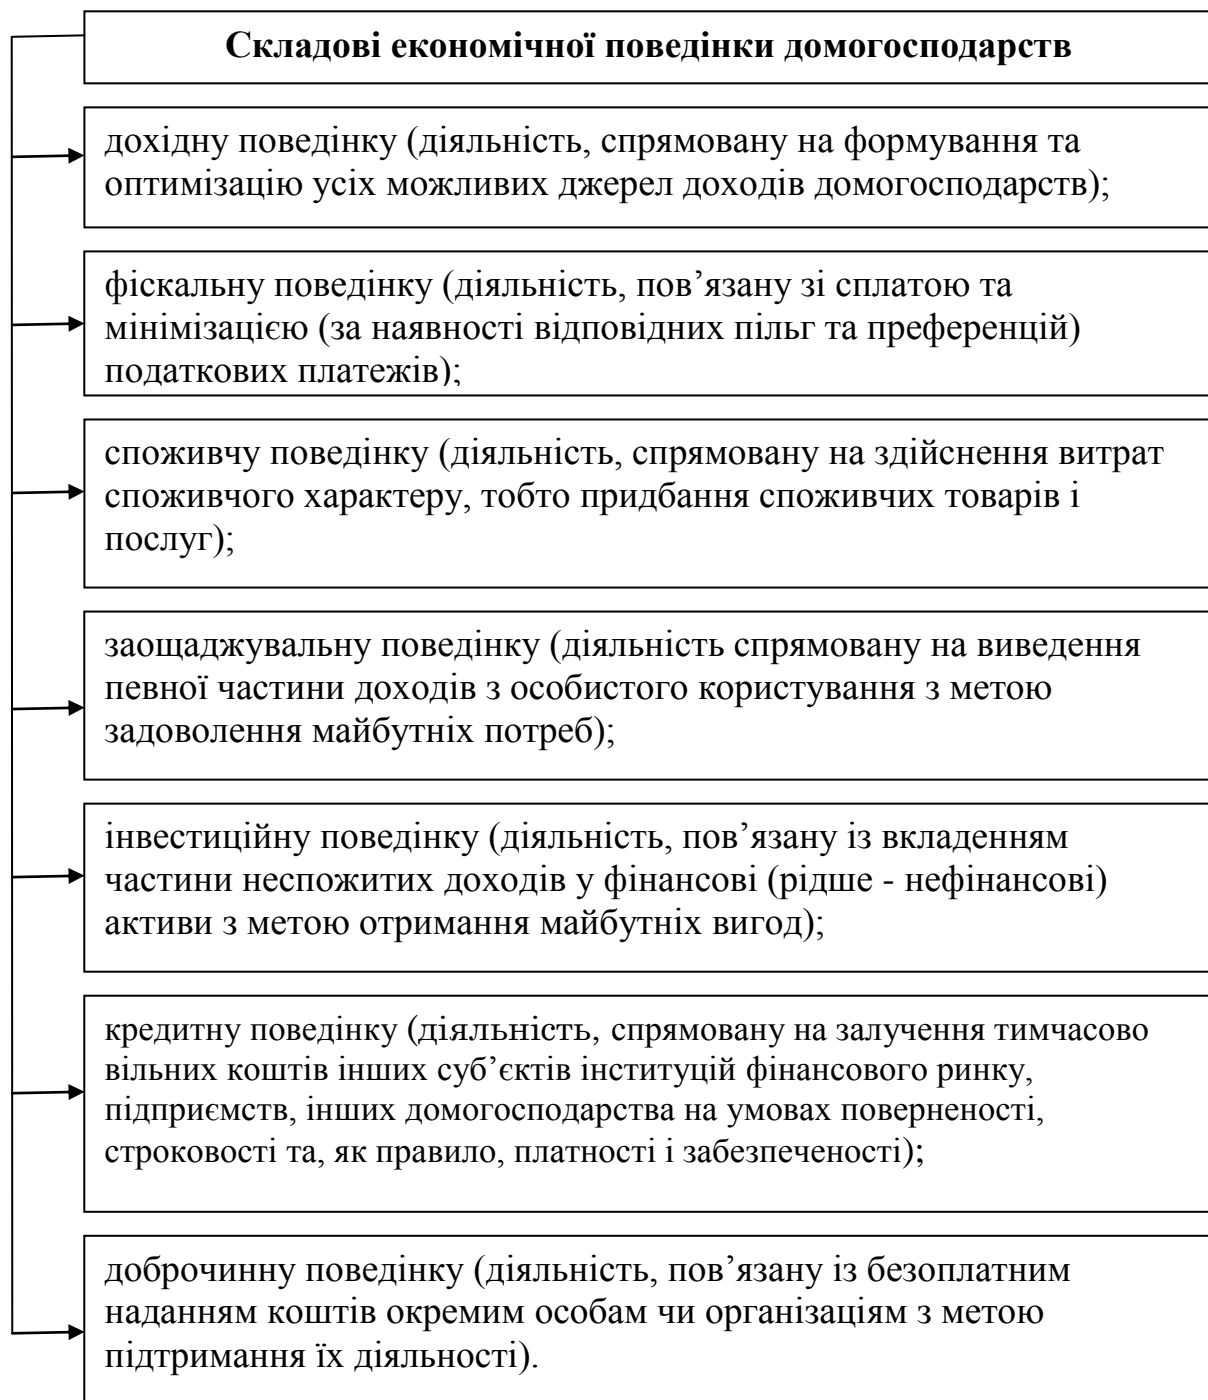 Складові економічної поведінки домогосподарств
дохідну поведінку (діяльність, спрямовану на формування та
оптимізацію усіх можливих джерел доходів домогосподарств);
фіскальну поведінку (діяльність, пов’язану зі сплатою та
мінімізацією (за наявності відповідних пільг та преференцій)
податкових платежів);
споживчу поведінку (діяльність, спрямовану на здійснення витрат
споживчого характеру, тобто придбання споживчих товарів і
послуг);
заощаджувальну поведінку (діяльність спрямовану на виведення
певної частини доходів з особистого користування з метою
задоволення майбутніх потреб);
інвестиційну поведінку (діяльність, пов’язану із вкладенням
частини неспожитих доходів у фінансові (рідше - нефінансові)
активи з метою отримання майбутніх вигод);
кредитну поведінку (діяльність, спрямовану на залучення тимчасово
вільних коштів інших суб’єктів інституцій фінансового ринку,
підприємств, інших домогосподарства на умовах поверненості,
строковості та, як правило, платності і забезпеченості);
доброчинну поведінку (діяльність, пов’язану із безоплатним
наданням коштів окремим особам чи організаціям з метою
підтримання їх діяльності).